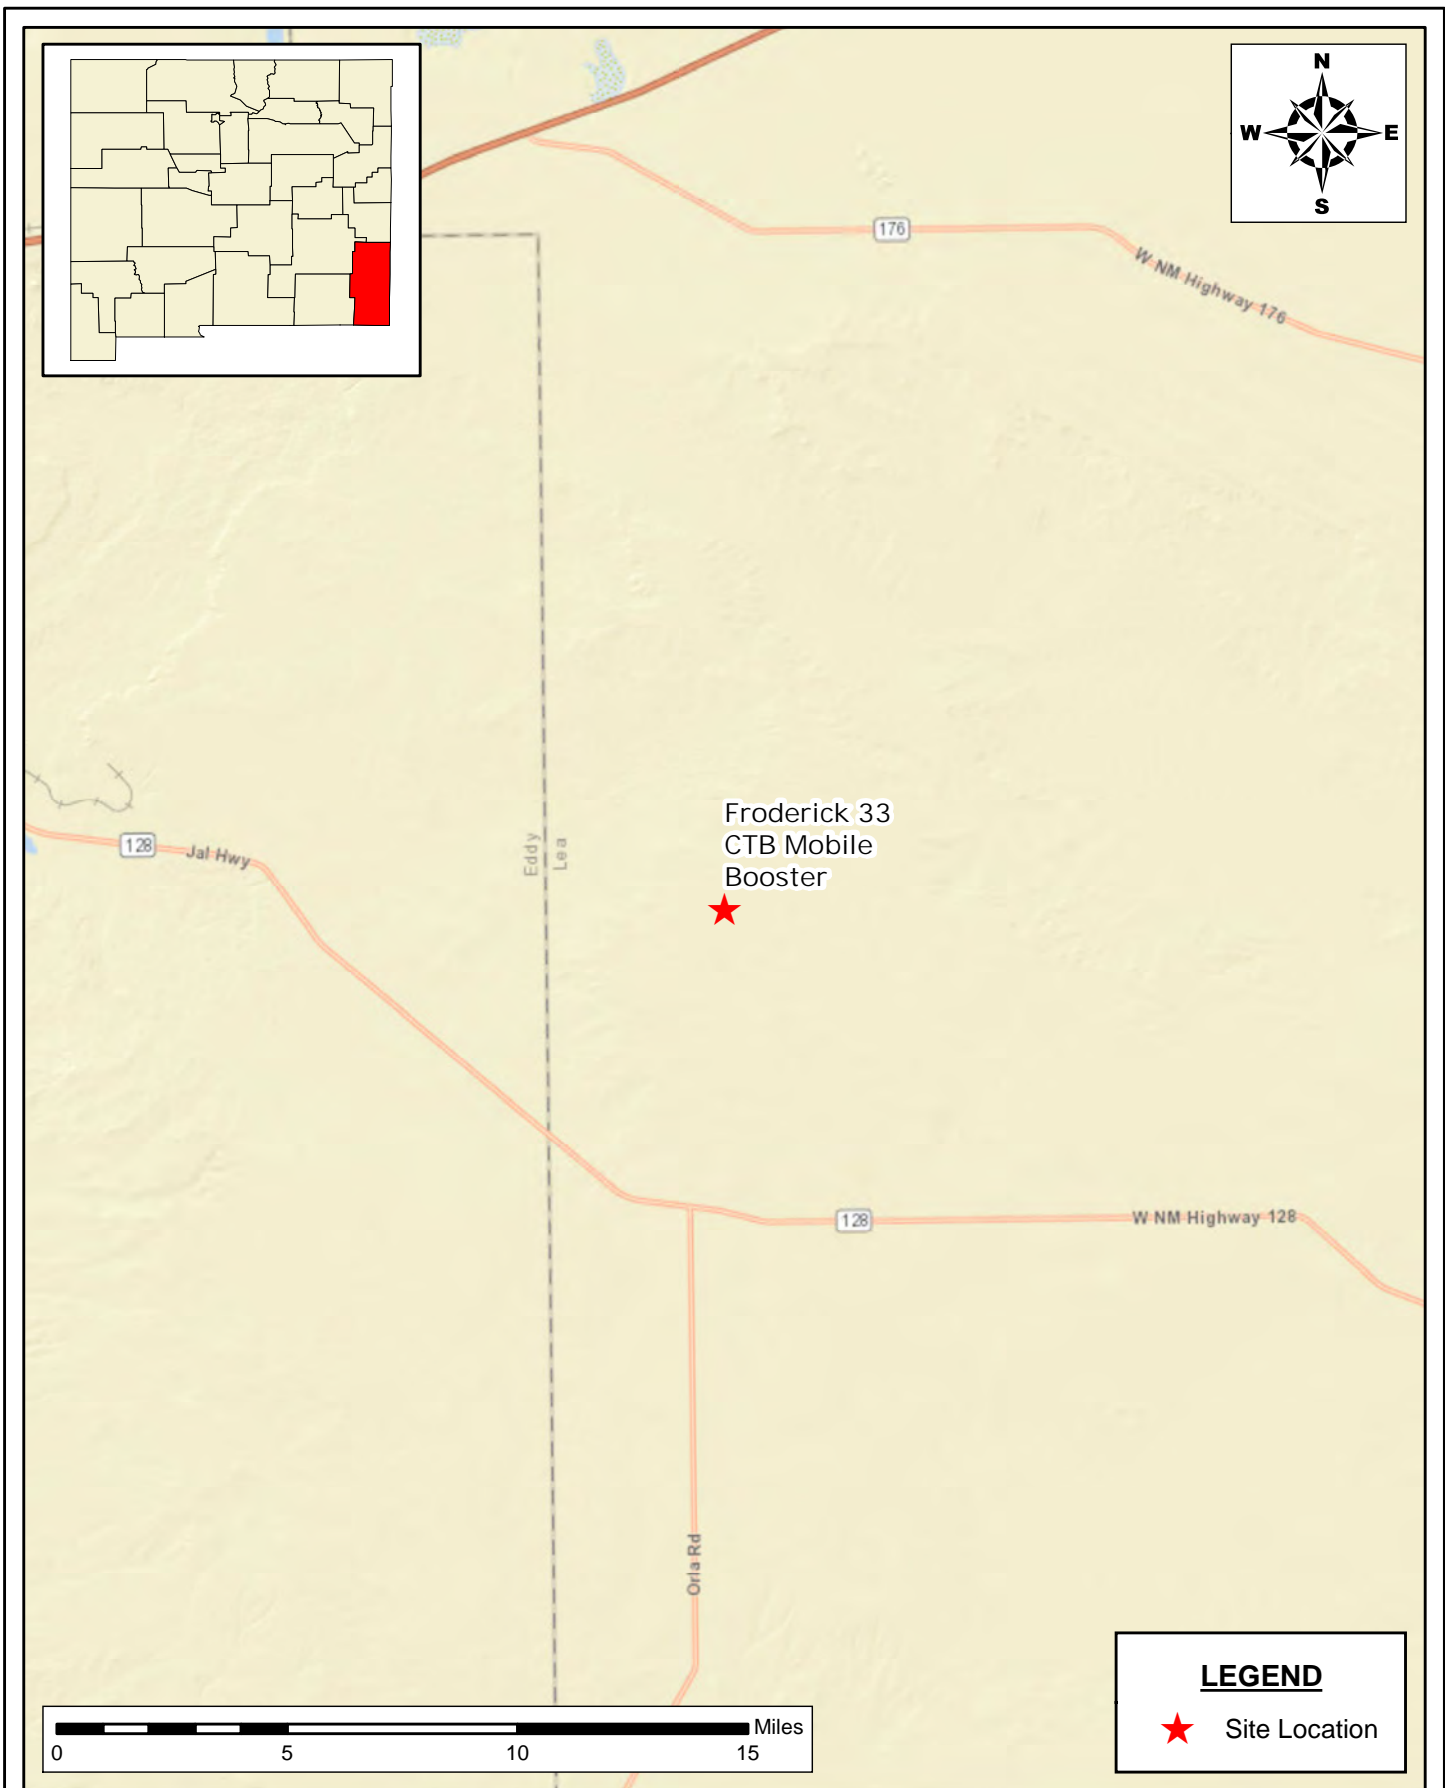 N
W
E
S
176
W NM Highway 176
Froderick 33
CTB Mobile
Booster
Eddy
Lea
128
Jal Hwy
128
W NM Highway 128
Orla Rd
LEGEND
Site Location
Miles
0 5 10 15